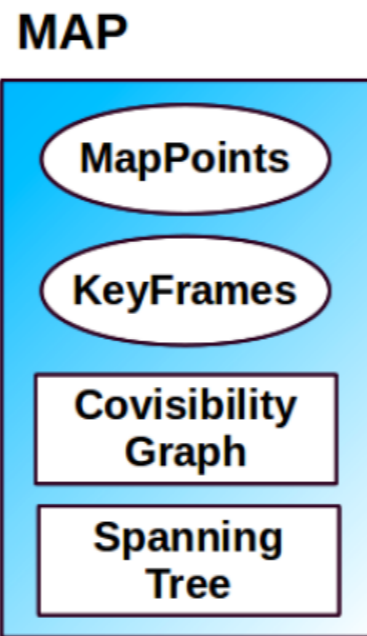 MAP
MapPoints
KeyFrames
Covisibility
Graph
Spanning
Tree